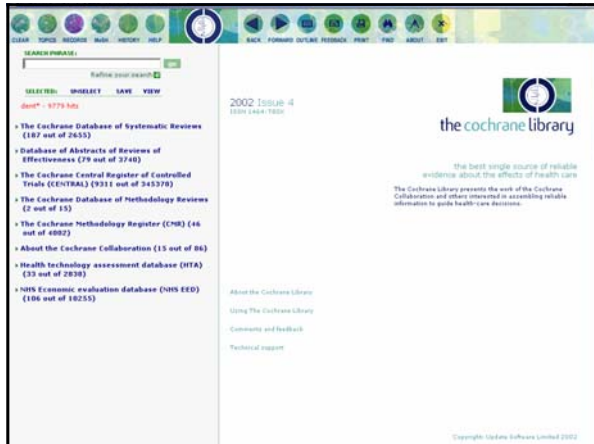 CLEAR TOPICS RECORDS MeSH HISTORY HELP
BACK FORWARD OUTLINE FEEDBACK PRINT FIND ABOUT EXIT
SEARCH PHRASE:
go
Refine your search
SELECTED: UNSELECT SAVE VIEW
dent* - 9779 hits
The Cochrane Database of Systematic Reviews
(187 out of 2655)
Database of Abstracts of Reviews of
Effectiveness (79 out of 3740)
The Cochrane Central Register of Controlled
Trials (CENTRAL) (9311 out of 345370)
The Cochrane Database of Methodology Reviews
(2 out of 15)
The Cochrane Methodology Register (CMR) (46
out of 4002)
About the Cochrane Collaboration (15 out of 86)
Health technology assessment database (HTA)
(33 out of 2830)
NHS Economic evaluation database (NHS EED)
(106 out of 10255)
2002 Issue 4
ISSN 1464-780X
the cochrane library
the best single source of reliable
evidence about the effects of health care
The Cochrane Library presents the work of the Cochrane
Collaboration and others interested in assembling reliable
information to guide health-care decisions.
About the Cochrane Library
Using The Cochrane Library
Comments and feedback
Technical support
Copyright: Update Software Limited 2002